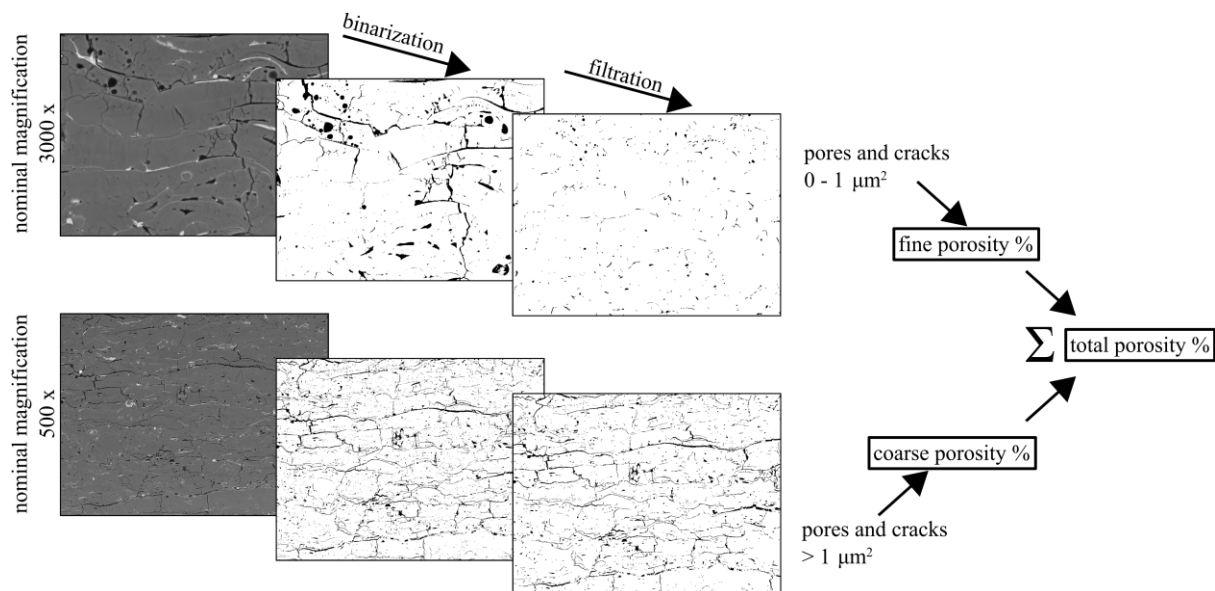 binarization
filtration
nominal magnification
3000 x
pores and cracks
0 - 1 µm²
fine porosity %
∑ total porosity %
nominal magnification
500 x
coarse porosity %
pores and cracks
> 1 µm²